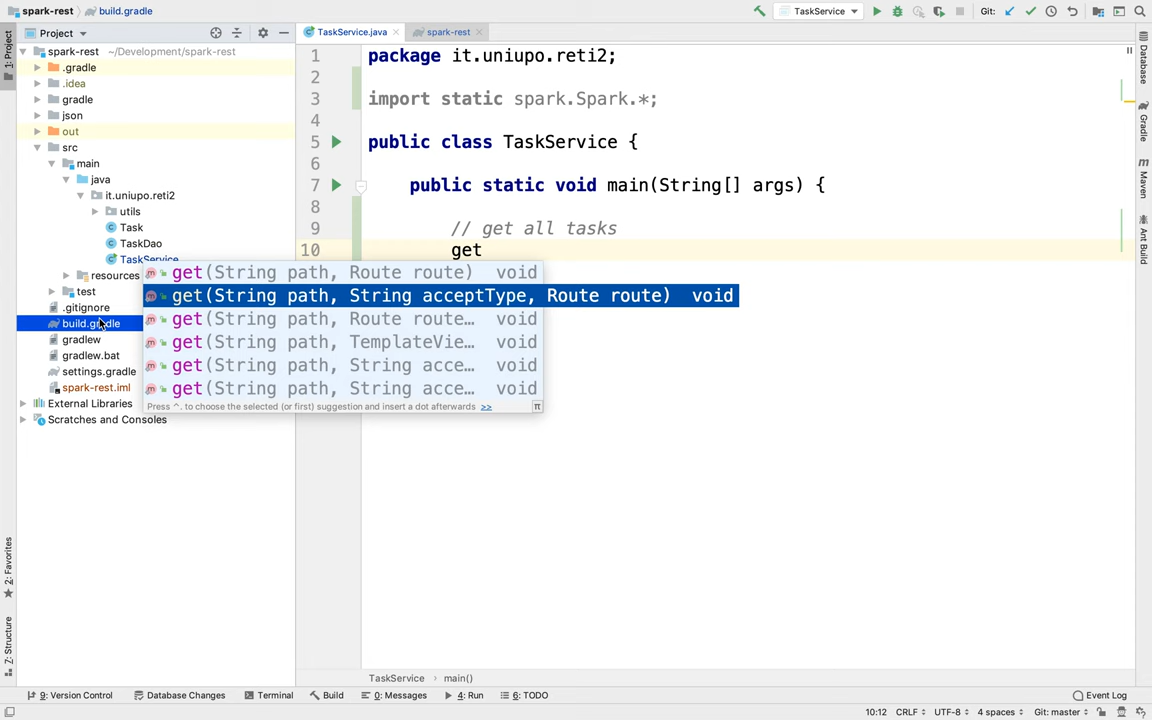 spark-rest build.gradle
TaskService
Git:
Project
TaskService.java
spark-rest
1: Project
spark-rest ~/Development/spark-rest
.gradle
.idea
gradle
json
out
src
main
java
it.uniupo.reti2
utils
Task
TaskDao
TaskService
resources
test
.gitignore
build.gradle
gradlew
gradlew.bat
settings.gradle
spark-rest.iml
External Libraries
Scratches and Consoles
2: Favorites
Z: Structure
1 package it.uniupo.reti2;
2
3 import static spark.Spark.*;
4
5 public class TaskService {
6
7 public static void main(String[] args) {
8
9 // get all tasks
10 get
get(String path, Route route) void
get(String path, String acceptType, Route route) void
get(String path, Route route… void
get(String path, TemplateVie… void
get(String path, String acce… void
get(String path, String acce… void
Press ^. to choose the selected (or first) suggestion and insert a dot afterwards >> π
Database
Gradle
m Maven
Ant Build
TaskService main()
9: Version Control Database Changes Terminal Build 0: Messages 4: Run 6: TODO Event Log
10:12 CRLF UTF-8 4 spaces Git: master